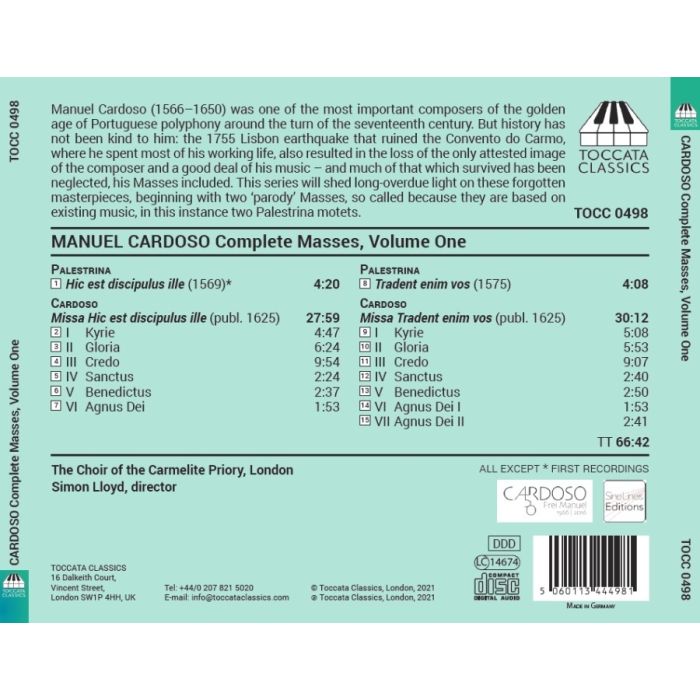 TOCC 0498
CARDOSO Complete Masses, Volume One
TOCCATA
CLASSICS
Manuel Cardoso (1566–1650) was one of the most important composers of the golden
age of Portuguese polyphony around the turn of the seventeenth century. But history has
not been kind to him: the 1755 Lisbon earthquake that ruined the Convento do Carmo,
where he spent most of his working life, also resulted in the loss of the only attested image
of the composer and a good deal of his music – and much of that which survived has been
neglected, his Masses included. This series will shed long-overdue light on these forgotten
masterpieces, beginning with two ‘parody’ Masses, so called because they are based on
existing music, in this instance two Palestrina motets.
TOCCATA
CLASSICS
TOCC 0498
MANUEL CARDOSO Complete Masses, Volume One
PALESTRINA
1 Hic est discipulus ille (1569)* 4:20
CARDOSO
Missa Hic est discipulus ille (publ. 1625) 27:59
2 I Kyrie 4:47
3 II Gloria 6:24
4 III Credo 9:54
5 IV Sanctus 2:24
6 V Benedictus 2:37
7 VI Agnus Dei 1:53
PALESTRINA
8 Tradent enim vos (1575) 4:08
CARDOSO
Missa Tradent enim vos (publ. 1625) 30:12
9 I Kyrie 5:08
10 II Gloria 5:53
11 III Credo 9:07
12 IV Sanctus 2:40
13 V Benedictus 2:50
14 VI Agnus Dei I 1:53
15 VII Agnus Dei II 2:41
TT 66:42
The Choir of the Carmelite Priory, London
Simon Lloyd, director
ALL EXCEPT * FIRST RECORDINGS
CARDOSO
Frei Manuel
1566 | 2016
Sine Lineis
Editions
TOCCATA CLASSICS
16 Dalkeith Court,
Vincent Street,
London SW1P 4HH, UK
Tel: +44/0 207 821 5020
E-mail: info@toccataclassics.com
© Toccata Classics, London, 2021
℗ Toccata Classics, London, 2021
DDD
LC 14674
COMPACT
disc
DIGITAL AUDIO
5 060113 444981
MADE IN GERMANY
TOCCATA
CLASSICS
CARDOSO Complete Masses, Volume One
TOCC 0498